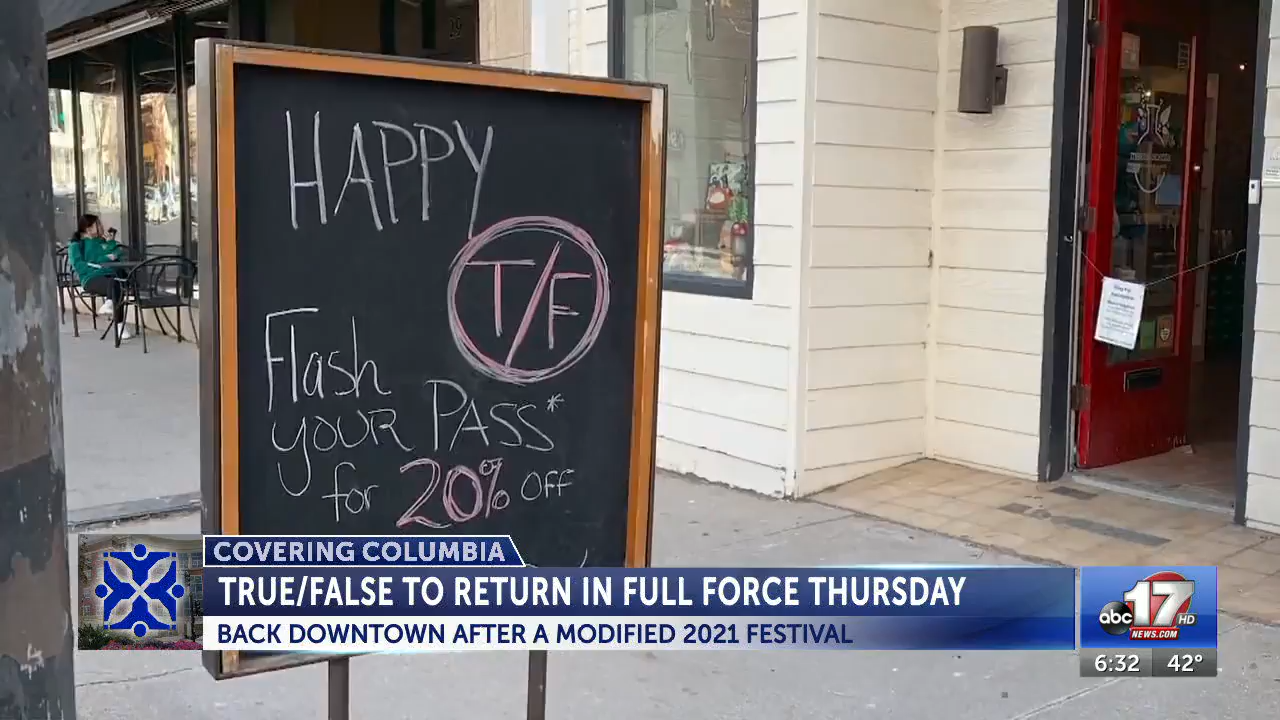 HAPPY
T/F
Flash
YOUR PASS*
for 20% OFF
COVERING COLUMBIA
TRUE/FALSE TO RETURN IN FULL FORCE THURSDAY
BACK DOWNTOWN AFTER A MODIFIED 2021 FESTIVAL
abc 17 HD
NEWS.COM
6:32 42°